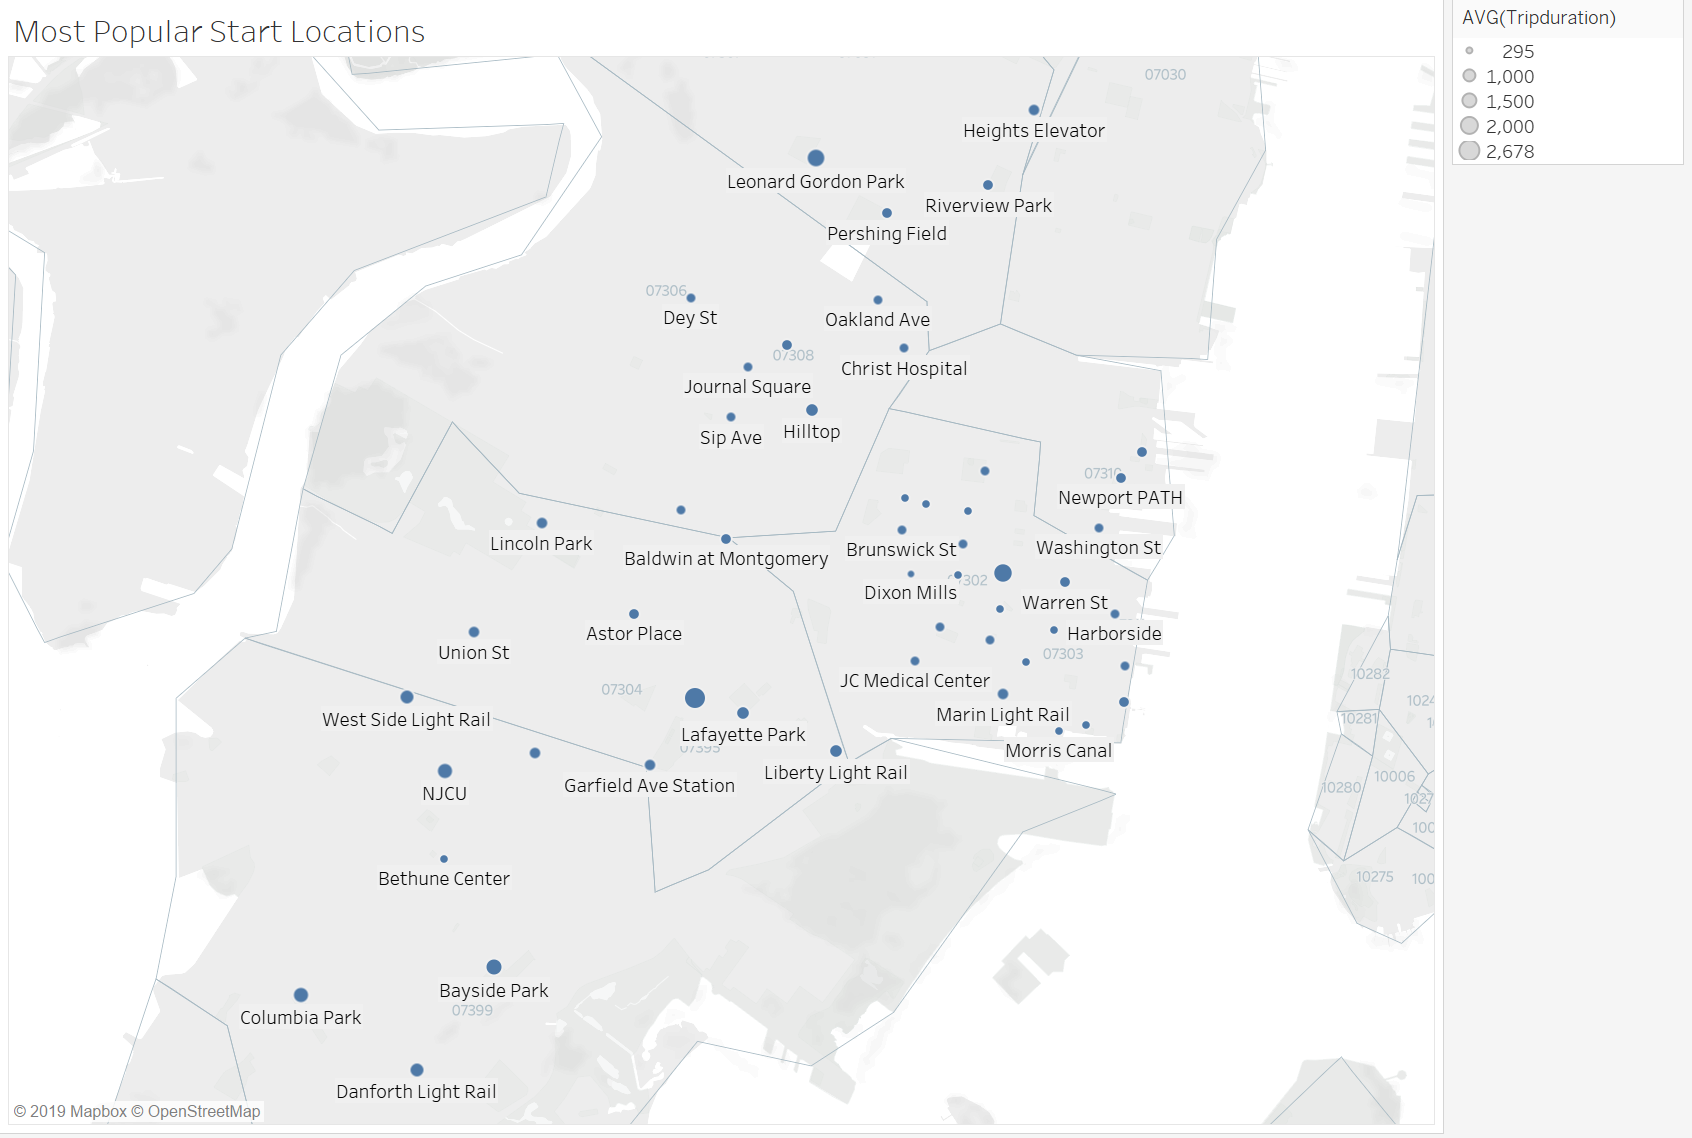 Most Popular Start Locations
AVG(Tripduration)
295
1,000
1,500
2,000
2,678
07030
Heights Elevator
Leonard Gordon Park
Riverview Park
Pershing Field
07306
Dey St
Oakland Ave
07308
Christ Hospital
Journal Square
Hilltop
Sip Ave
07310
Newport PATH
Lincoln Park
Brunswick St
Washington St
Baldwin at Montgomery
07302
Dixon Mills
Warren St
Astor Place
Harborside
Union St
07303
10282
JC Medical Center
07304
West Side Light Rail
Marin Light Rail
10281
Lafayette Park
07395
Morris Canal
Liberty Light Rail
10006
Garfield Ave Station
10280
NJCU
Bethune Center
10275
Bayside Park
07399
Columbia Park
Danforth Light Rail
© 2019 Mapbox © OpenStreetMap